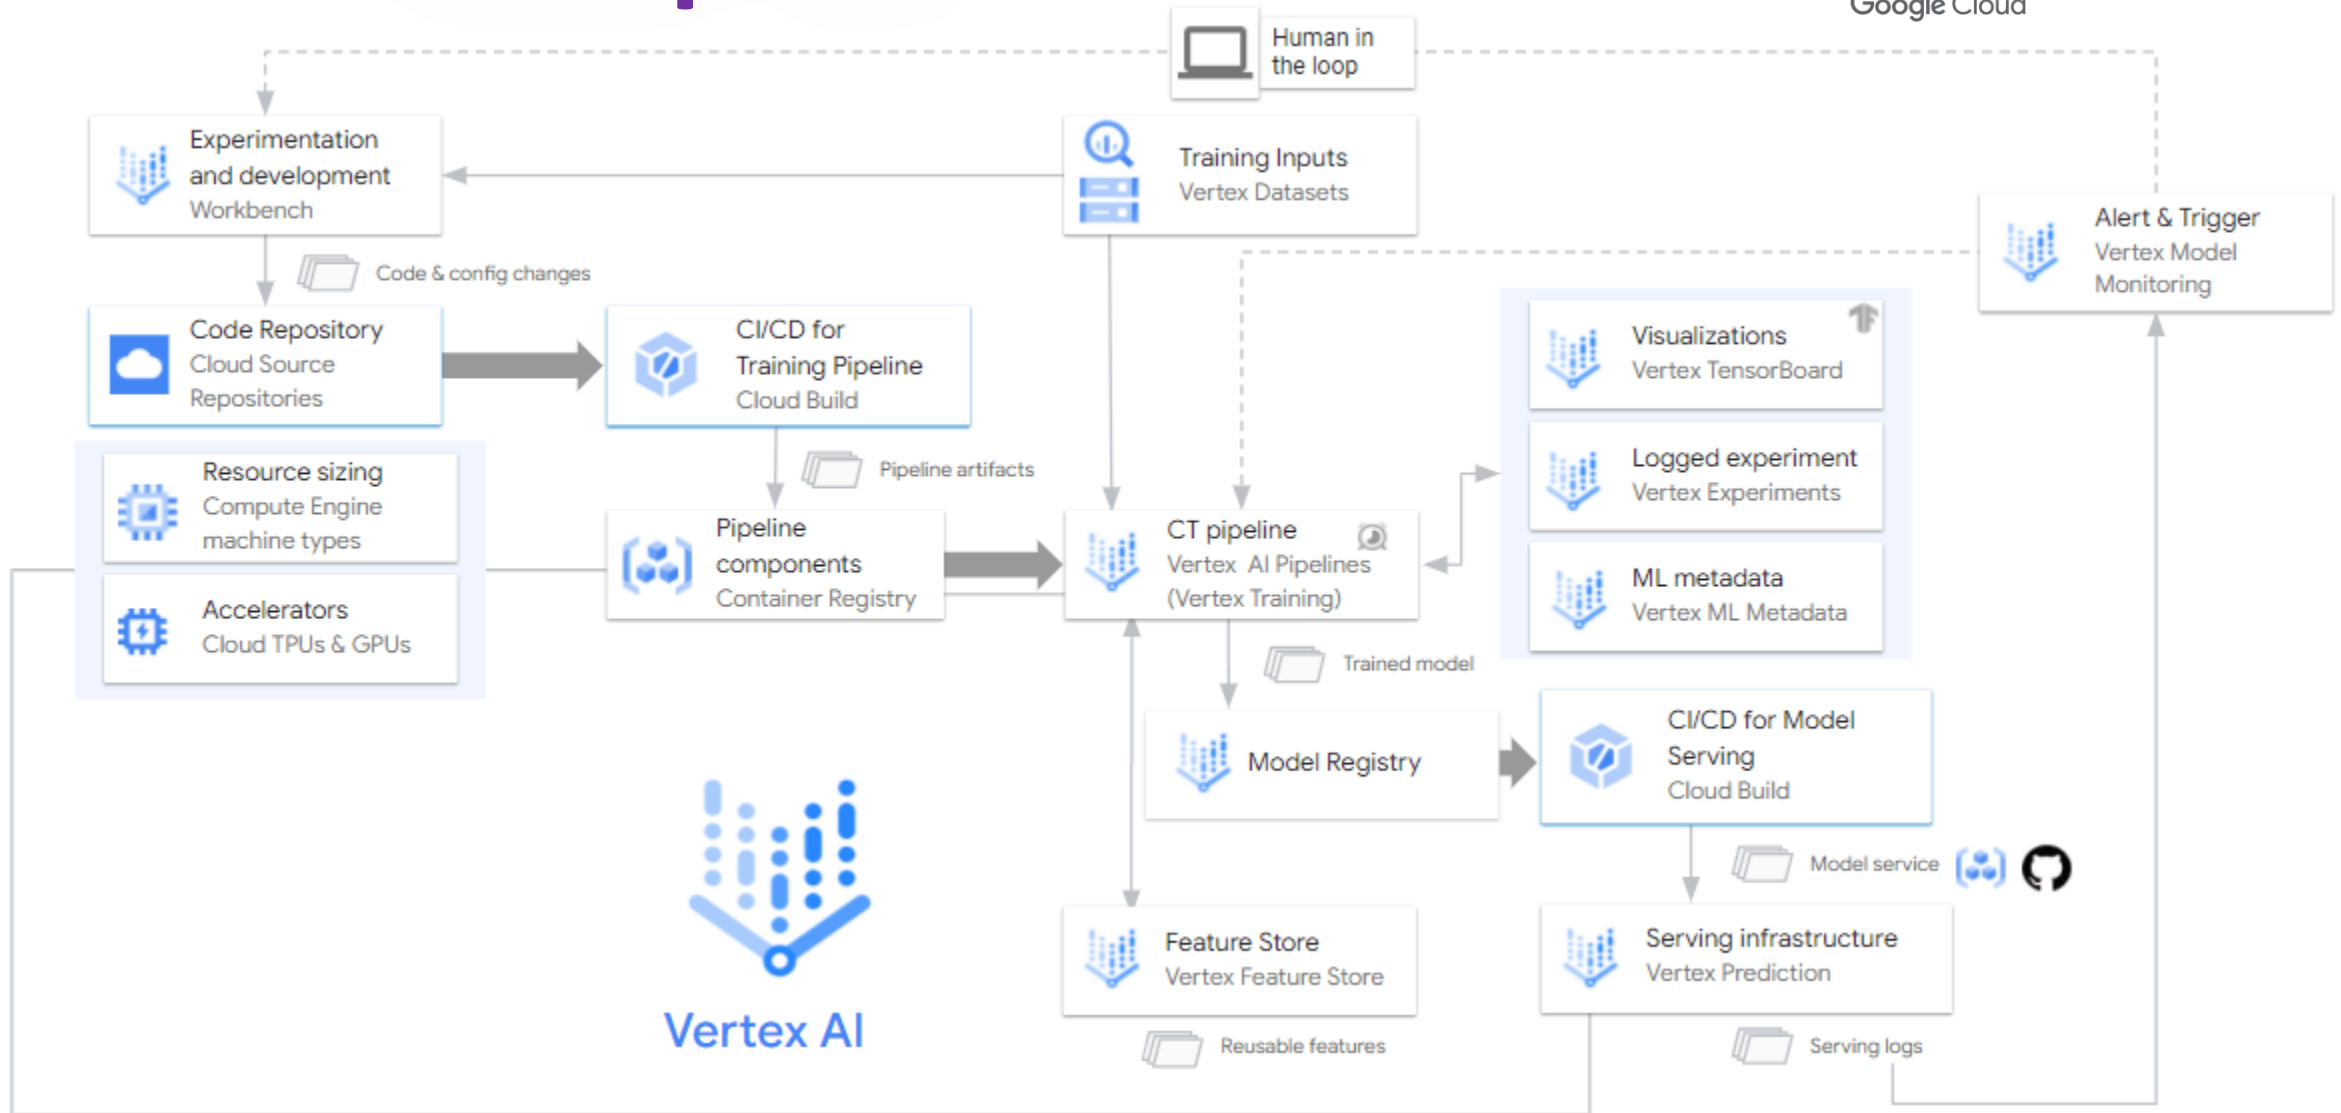 Google Cloud
Human in
the loop
Experimentation
and development
Workbench
Training Inputs
Vertex Datasets
Alert & Trigger
Vertex Model
Monitoring
Code & config changes
Code Repository
Cloud Source
Repositories
CI/CD for
Training Pipeline
Cloud Build
Visualizations
Vertex TensorBoard
Logged experiment
Vertex Experiments
ML metadata
Vertex ML Metadata
Resource sizing
Compute Engine
machine types
Accelerators
Cloud TPUs & GPUs
Pipeline artifacts
Pipeline
components
Container Registry
CT pipeline
Vertex AI Pipelines
(Vertex Training)
Trained model
Model Registry
CI/CD for Model
Serving
Cloud Build
Model service
Feature Store
Vertex Feature Store
Reusable features
Serving infrastructure
Vertex Prediction
Serving logs
Vertex AI